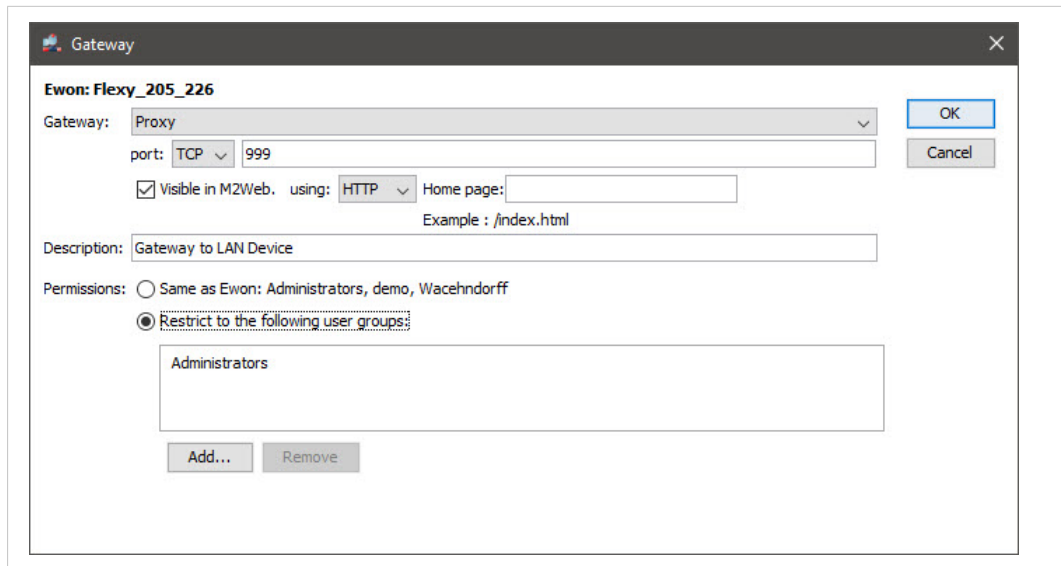 Gateway
Ewon: Flexy_205_226
Gateway: Proxy
OK
port: TCP 999
Cancel
Visible in M2Web. using: HTTP Home page:
Example : /index.html
Description: Gateway to LAN Device
Permissions: Same as Ewon: Administrators, demo, Wacehndorff
Restrict to the following user groups:
Administrators
Add... Remove